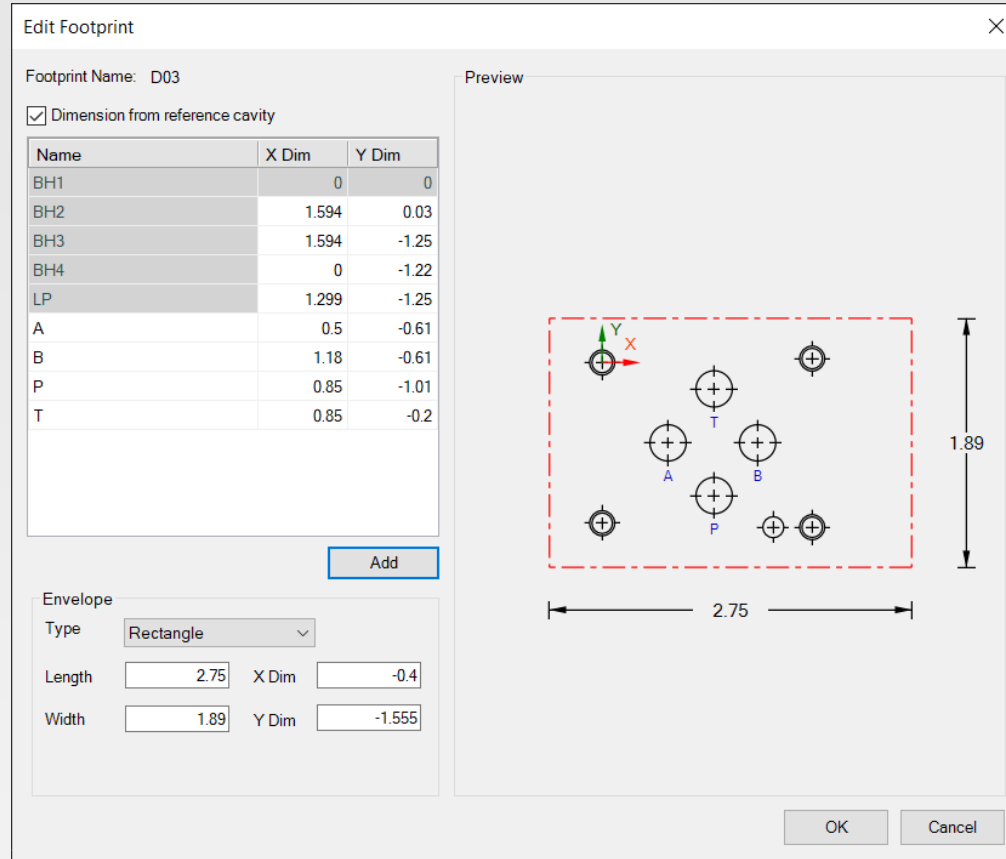 Edit Footprint
Footprint Name: D03
Dimension from reference cavity
Name X Dim Y Dim
BH1 0 0
BH2 1.594 0.03
BH3 1.594 -1.25
BH4 0 -1.22
LP 1.299 -1.25
A 0.5 -0.61
B 1.18 -0.61
P 0.85 -1.01
T 0.85 -0.2
Add
Envelope
Type Rectangle
Length 2.75 X Dim -0.4
Width 1.89 Y Dim -1.555
Preview
Y
X
T
A B
P
1.89
2.75
OK Cancel